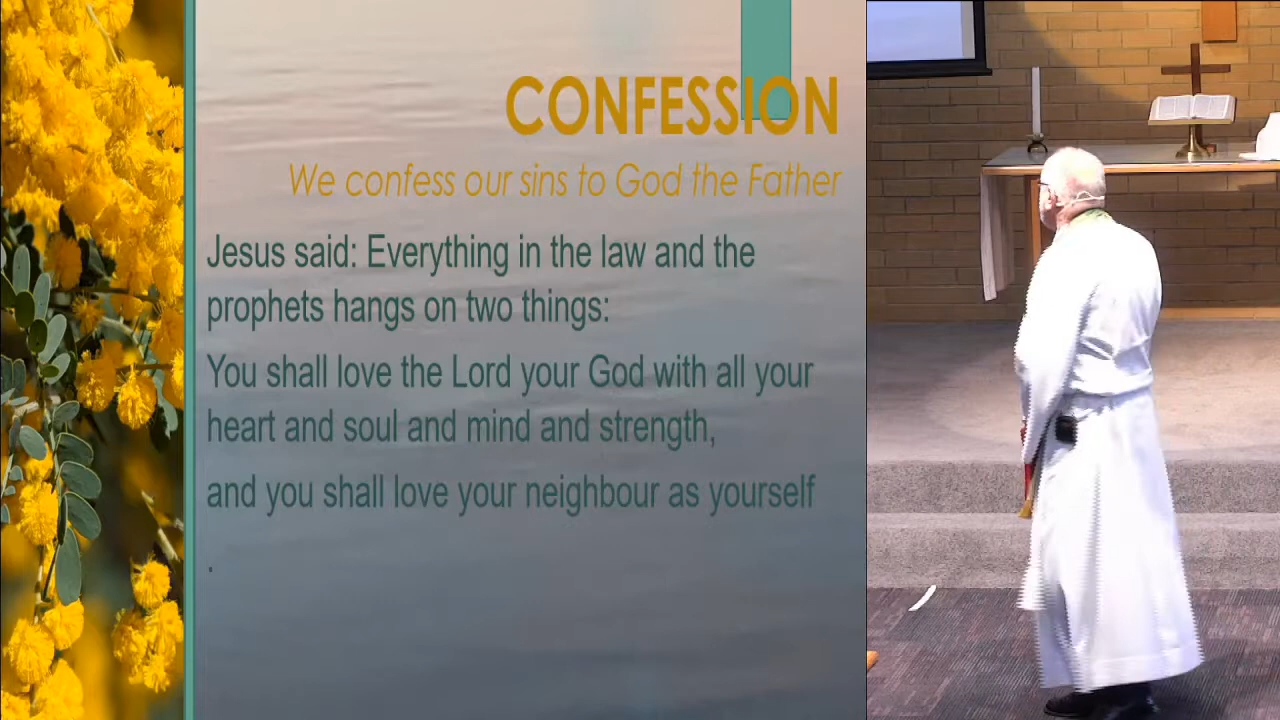 CONFESSION
We confess our sins to God the Father
Jesus said: Everything in the law and the
prophets hangs on two things:
You shall love the Lord your God with all your
heart and soul and mind and strength,
and you shall love your neighbour as yourself
.